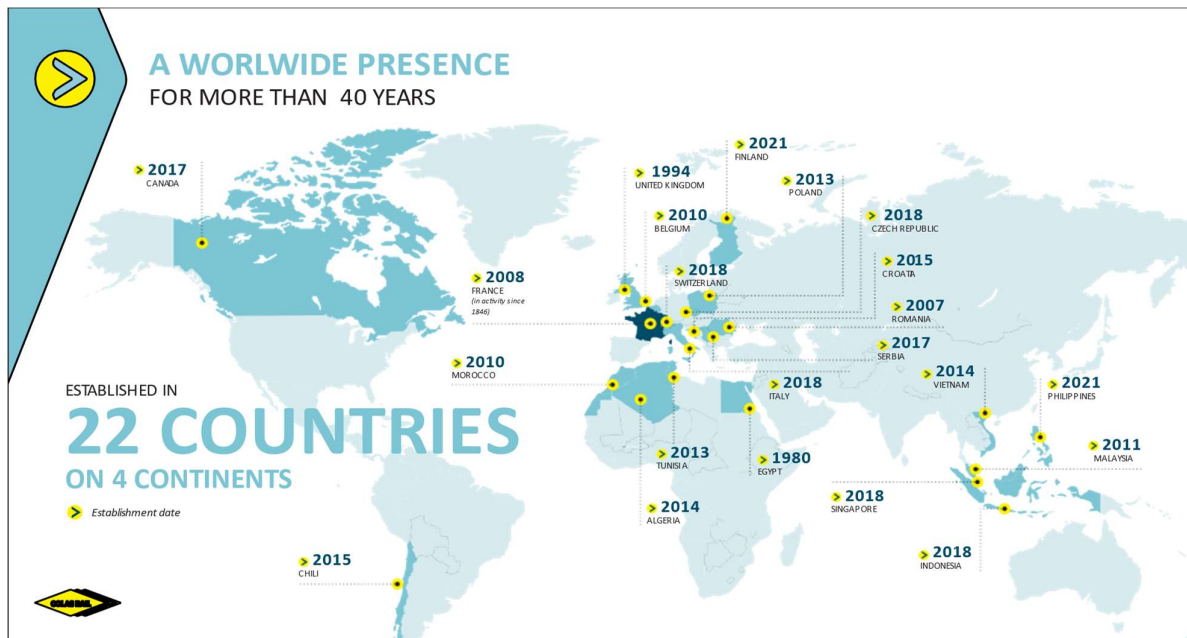 A WORLWIDE PRESENCE
FOR MORE THAN 40 YEARS
2017
CANADA
2021
FINLAND
1994
UNITED KINGDOM
2013
POLAND
2010
BELGIUM
2018
CZECH REPUBLIC
2018
SWITZERLAND
2015
CROATA
2008
FRANCE
(in activity since
1846)
2007
ROMANIA
2017
SERBIA
2010
MOROCCO
2014
VIETNAM
2018
ITALY
2021
PHILIPPINES
ESTABLISHED IN
22 COUNTRIES
ON 4 CONTINENTS
Establishment date
2013
TUNISIA
1980
EGYPT
2011
MALAYSIA
2014
ALGERIA
2018
SINGAPORE
2018
INDONESIA
2015
CHILI
COLAS RAIL